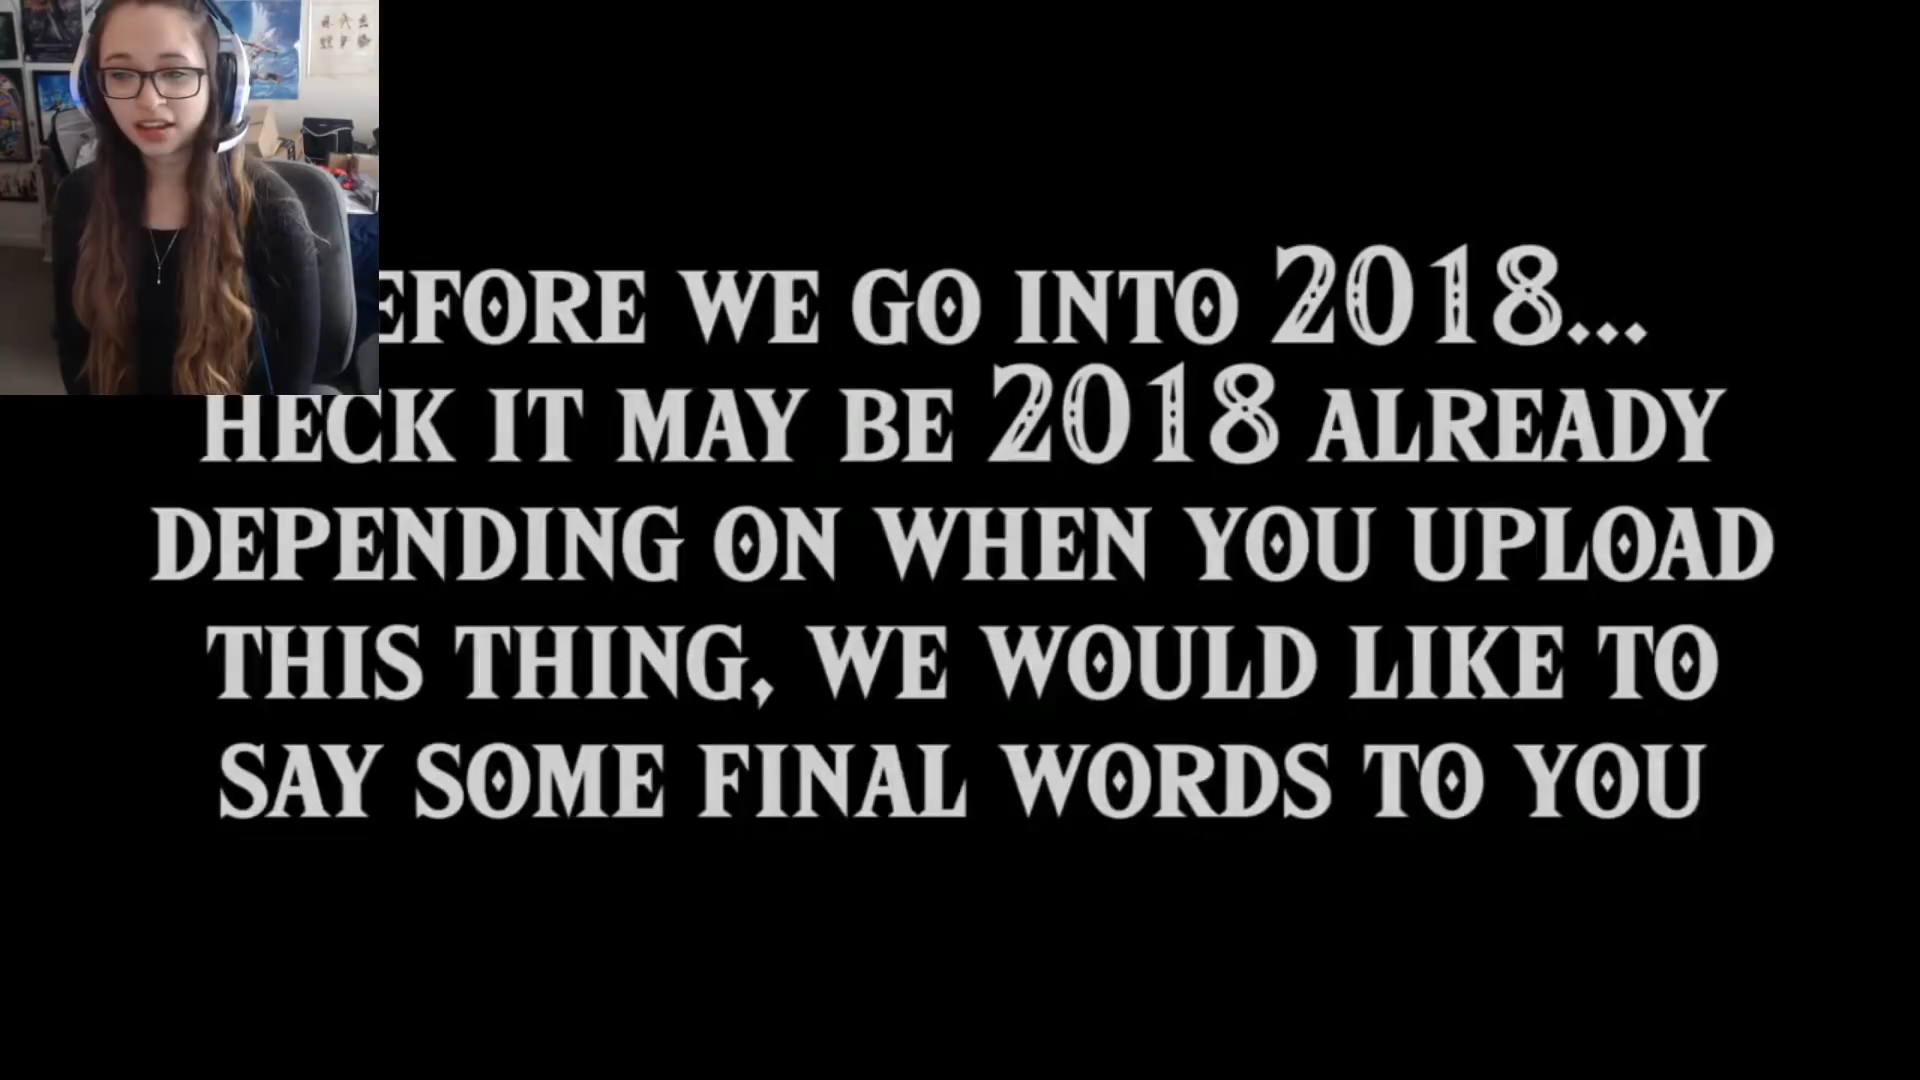 EFORE WE GO INTO 2018...
HECK IT MAY BE 2018 ALREADY
DEPENDING ON WHEN YOU UPLOAD
THIS THING, WE WOULD LIKE TO
SAY SOME FINAL WORDS TO YOU